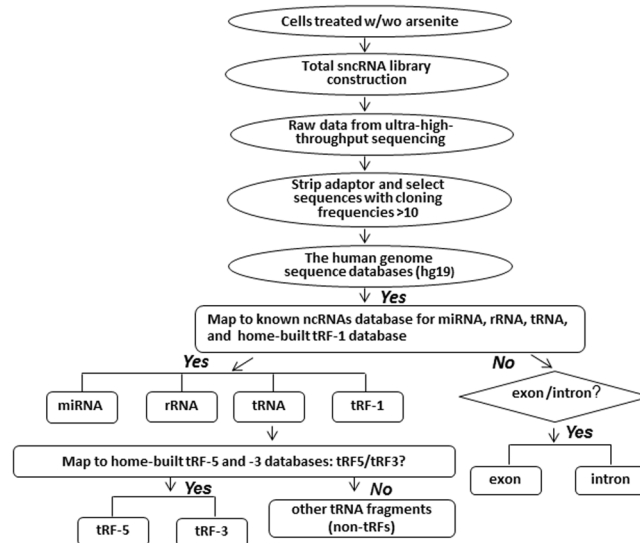 Cells treated w/wo arsenite
Total sncRNA library
construction
Raw data from ultra-high-
throughput sequencing
Strip adaptor and select
sequences with cloning
frequencies >10
The human genome
sequence databases (hg19)
Yes
Map to known ncRNAs database for miRNA, rRNA, tRNA,
and home-built tRF-1 database
Yes
No
miRNA
rRNA
tRNA
tRF-1
exon/intron?
Yes
Map to home-built tRF-5 and -3 databases: tRF5/tRF3?
exon
intron
Yes
No
tRF-5
tRF-3
other tRNA fragments
(non-tRFs)